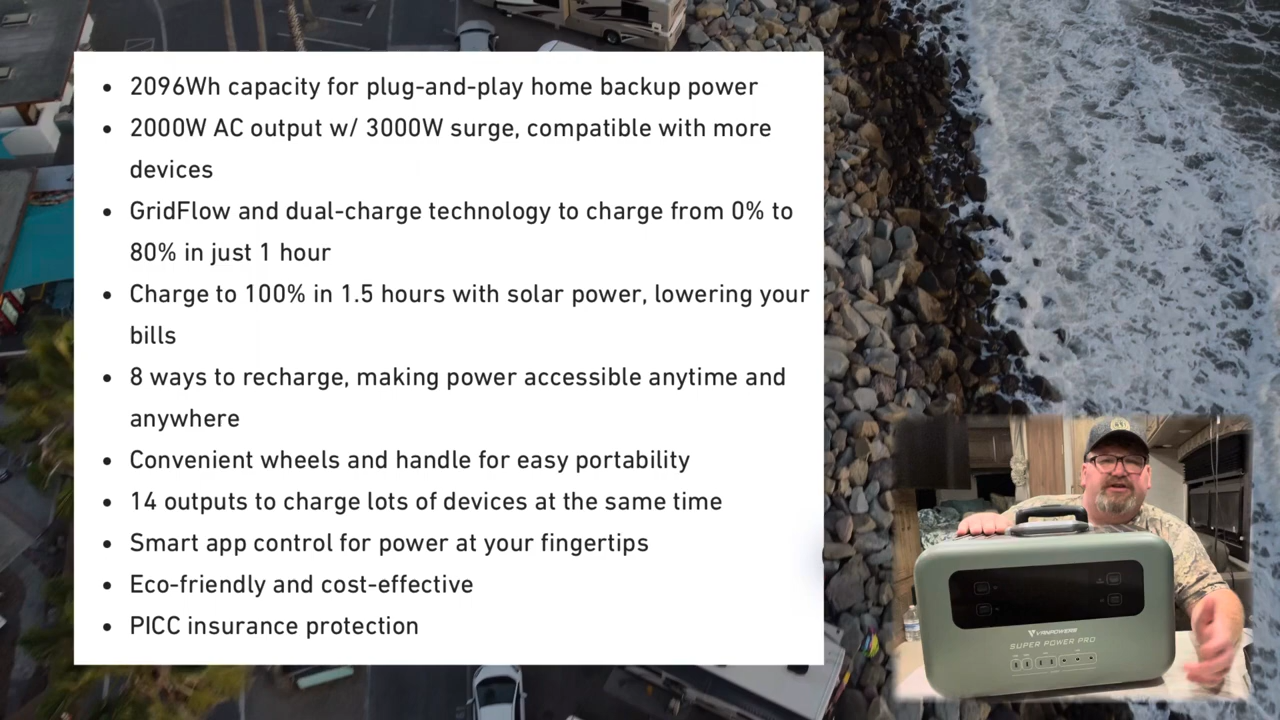 • 2096Wh capacity for plug-and-play home backup power
• 2000W AC output w/ 3000W surge, compatible with more
devices
• GridFlow and dual-charge technology to charge from 0% to
80% in just 1 hour
• Charge to 100% in 1.5 hours with solar power, lowering your
bills
• 8 ways to recharge, making power accessible anytime and
anywhere
• Convenient wheels and handle for easy portability
• 14 outputs to charge lots of devices at the same time
• Smart app control for power at your fingertips
• Eco-friendly and cost-effective
• PICC insurance protection
VANPOWERS
SUPER POWER PRO